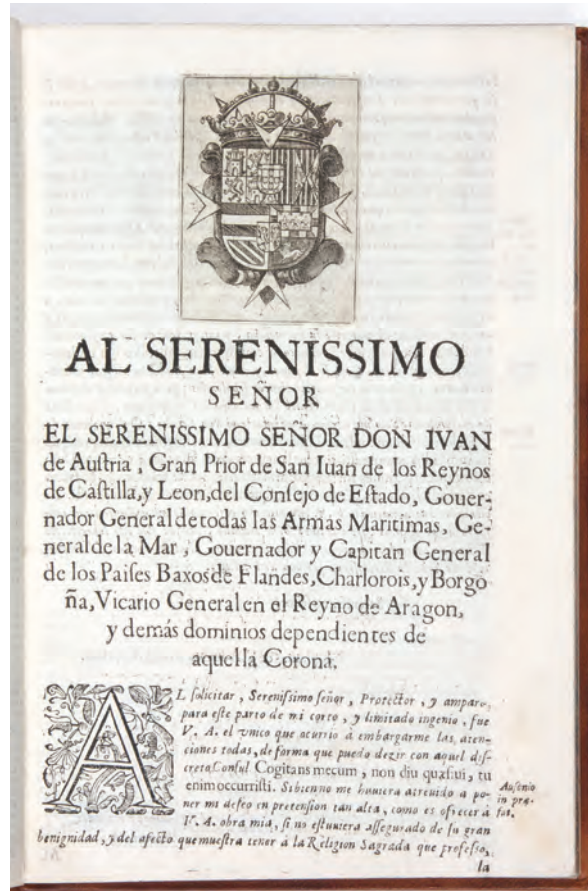 AL SERENISSIMO
SEÑOR
EL SERENISSIMO SEÑOR DON IVAN
de Auſtria, Gran Prior de San Iuan de los Reynos
de Caſtilla, y Leon, del Conſejo de Eſtado, Gouer-
nador General de todas las Armas Maritimas, Ge-
neral de la Mar, Gouernador y Capitan General
de los Paiſes Baxos de Flandes, Charlorois, y Borgo
ña, Vicario General en el Reyno de Aragon,
y demás dominios dependientes de
aquella Corona.
AL ſolicitar, Sereniſsimo ſeñor, Protector, y amparo,
para eſte parto de mi corto, y limitado ingenio, fue
V. A. el vnico que ocurriò à embargarme las aten-
ciones todas, de forma que puedo dezir con aquel diſ-
creto Conſul Cogitans mecum, non diu quæſiui, tu
enim occurriſti. Si bien no me huuiera atreuido a po-
ner mi deſeo en pretenſion tan alta, como es ofrecer à
V. A. obra mia, ſi no eſtuuiera aſſegurado de ſu gran
benignidad, y del afecto que mueſtra tener à la Religion Sagrada que profeſſo,
la
Auſonio
in præ-
fat.